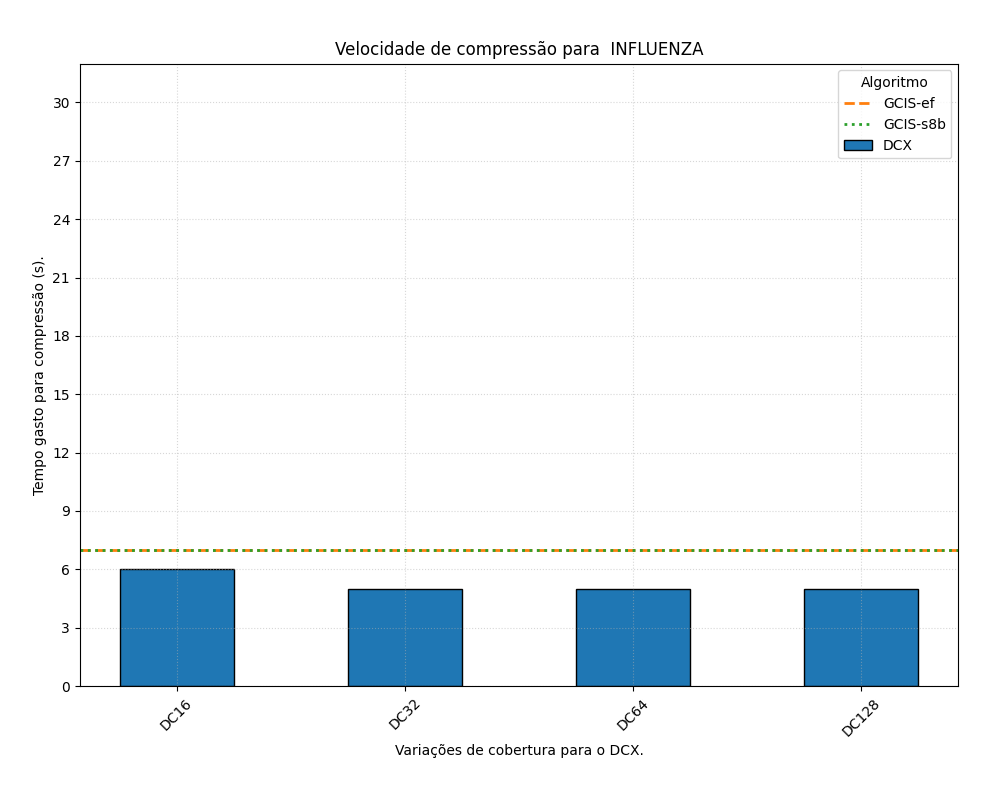 Velocidade de compressão para  INFLUENZA
Algoritmo
GCIS-ef
GCIS-s8b
DCX
Tempo gasto para compressão (s).
30
27
24
21
18
15
12
9
6
3
0
DC16
DC32
DC64
DC128
Variações de cobertura para o DCX.